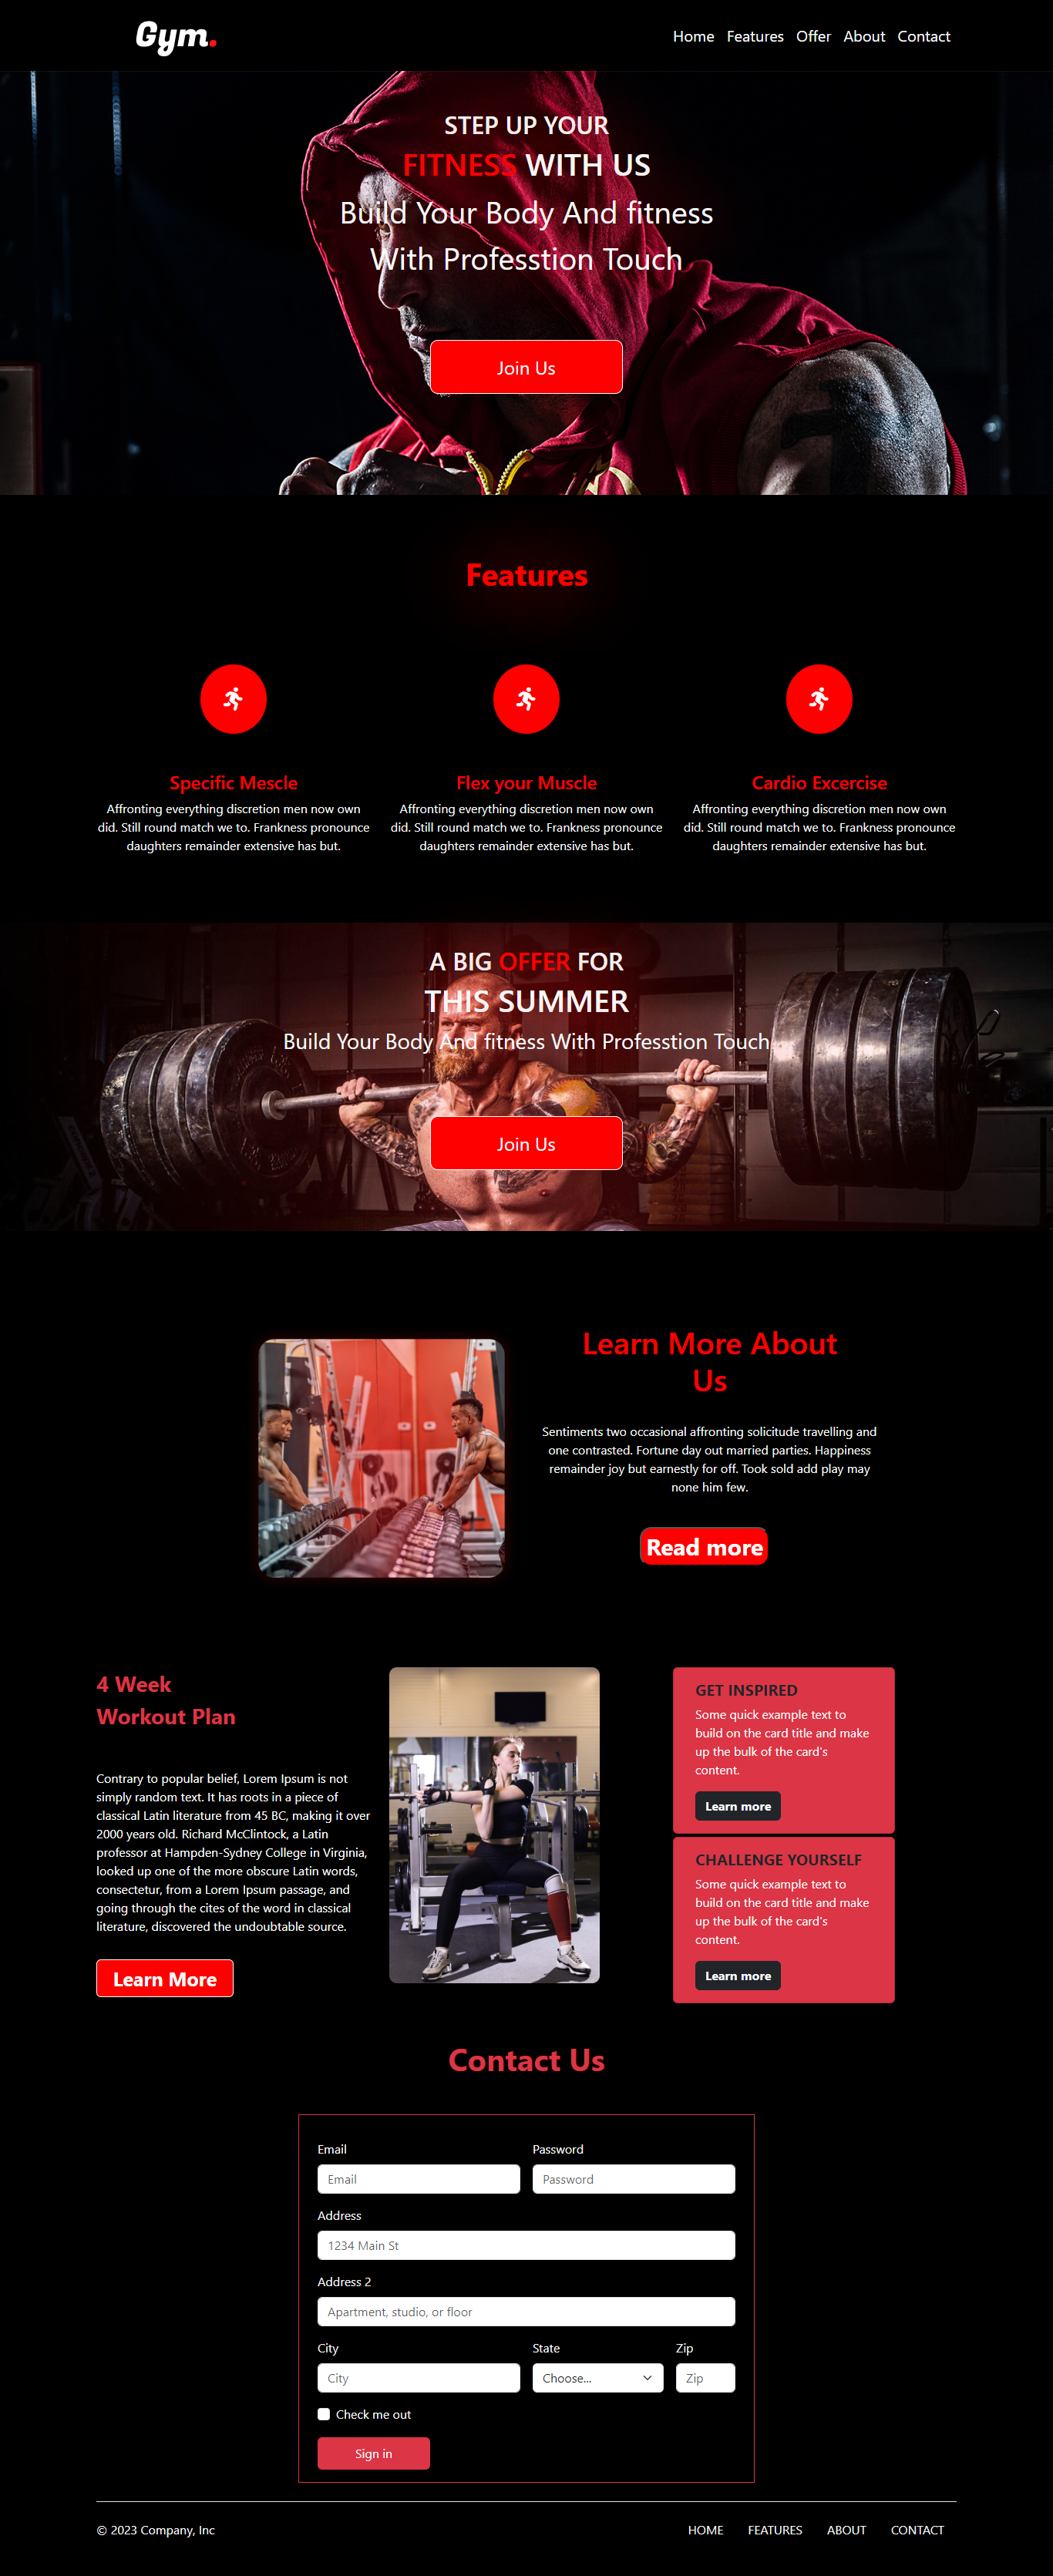 Gym.
Home Features Offer About Contact
STEP UP YOUR
FITNESS WITH US
Build Your Body And fitness
With Professtion Touch
Join Us
Features
Specific Mescle
Affronting everything discretion men now own
did. Still round match we to. Frankness pronounce
daughters remainder extensive has but.
Flex your Muscle
Affronting everything discretion men now own
did. Still round match we to. Frankness pronounce
daughters remainder extensive has but.
Cardio Excercise
Affronting everything discretion men now own
did. Still round match we to. Frankness pronounce
daughters remainder extensive has but.
A BIG OFFER FOR
THIS SUMMER
Build Your Body And fitness With Professtion Touch
Join Us
Learn More About
Us
Sentiments two occasional affronting solicitude travelling and
one contrasted. Fortune day out married parties. Happiness
remainder joy but earnestly for off. Took sold add play may
none him few.
Read more
4 Week
Workout Plan
Contrary to popular belief, Lorem Ipsum is not
simply random text. It has roots in a piece of
classical Latin literature from 45 BC, making it over
2000 years old. Richard McClintock, a Latin
professor at Hampden-Sydney College in Virginia,
looked up one of the more obscure Latin words,
consectetur, from a Lorem Ipsum passage, and
going through the cites of the word in classical
literature, discovered the undoubtable source.
Learn More
GET INSPIRED
Some quick example text to
build on the card title and make
up the bulk of the card's
content.
Learn more
CHALLENGE YOURSELF
Some quick example text to
build on the card title and make
up the bulk of the card's
content.
Learn more
Contact Us
Email Password
Email Password
Address
1234 Main St
Address 2
Apartment, studio, or floor
City State Zip
City Choose... Zip
Check me out
Sign in
© 2023 Company, Inc
HOME FEATURES ABOUT CONTACT